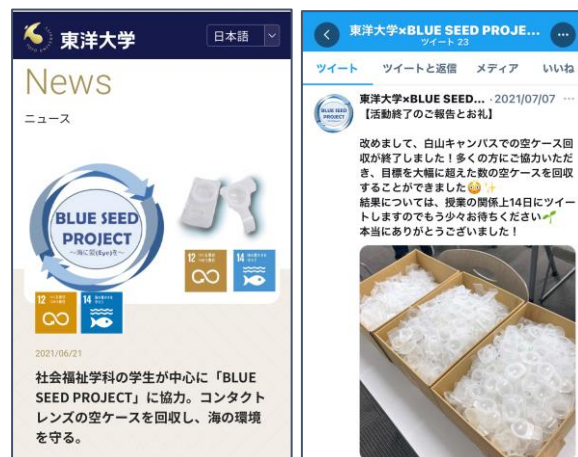 東洋大学
日本語
News
ニュース
BLUE SEED
PROJECT
～海に種(Eye)を～
12
14
12
14
2021/06/21
社会福祉学科の学生が中心に「BLUE
SEED PROJECT」に協力。コンタクト
レンズの空ケースを回収し、海の環境
を守る。
東洋大学×BLUE SEED PROJE...
ツイート 23
ツイート
ツイートと返信
メディア
いいね
東洋大学×BLUE SEED... ・2021/07/07
BLUE SEED
PROJECT
【活動終了のご報告とお礼】
改めまして、白山キャンパスでの空ケース回
収が終了しました！多くの方にご協力いただ
き、目標を大幅に超えた数の空ケースを回収
することができました😳✨
結果については、授業の関係上14日にツイー
トしますのでもう少々お待ちください🌱
本当にありがとうございました！